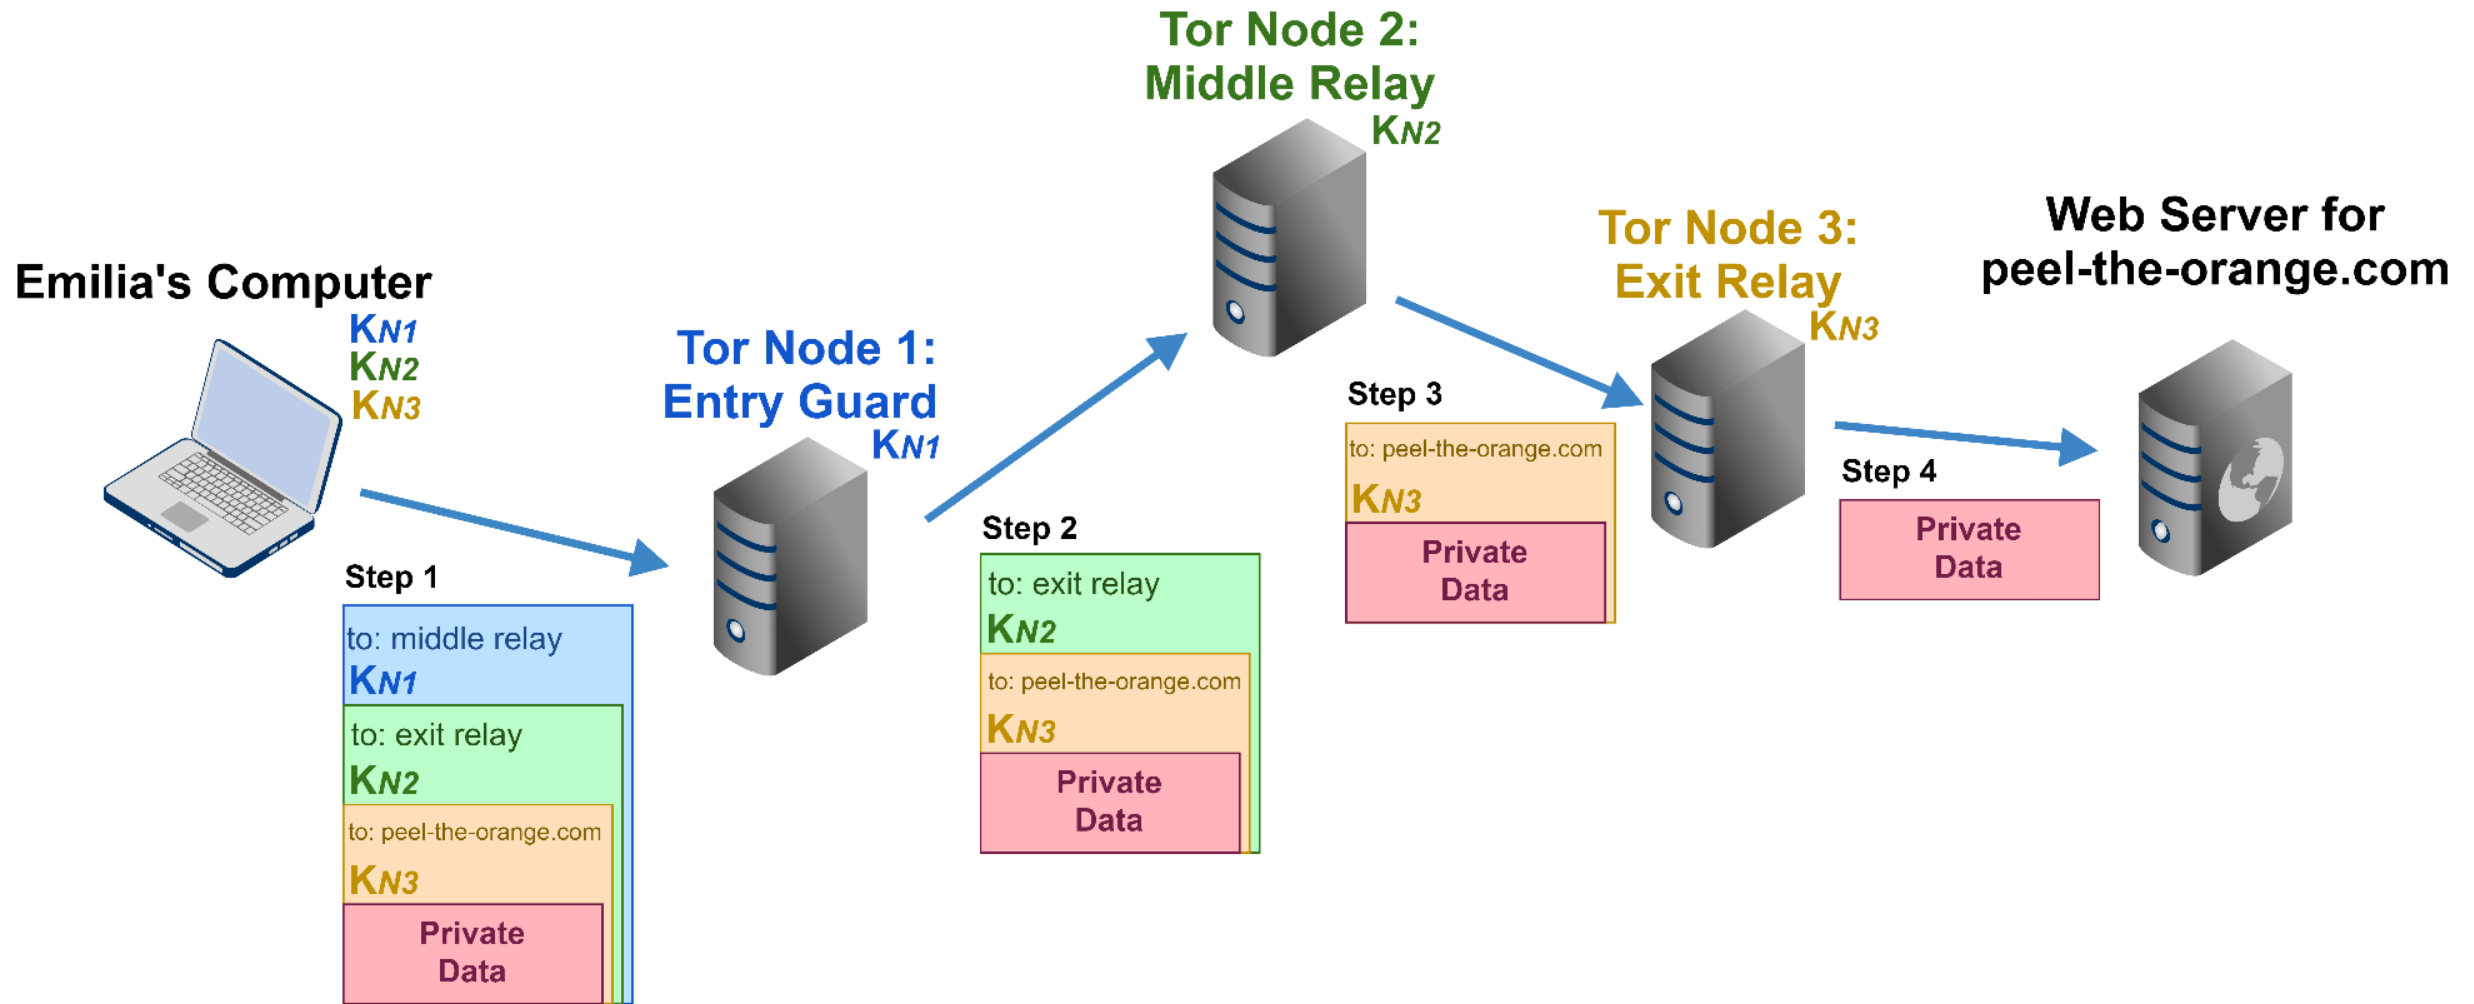 Emilia's Computer
KN1
KN2
KN3
Step 1
to: middle relay
KN1
to: exit relay
KN2
to: peel-the-orange.com
KN3
Private
Data
Tor Node 1:
Entry Guard
KN1
Step 2
to: exit relay
KN2
to: peel-the-orange.com
KN3
Private
Data
Tor Node 2:
Middle Relay
KN2
Step 3
to: peel-the-orange.com
KN3
Private
Data
Tor Node 3:
Exit Relay
KN3
Step 4
Private
Data
Web Server for
peel-the-orange.com